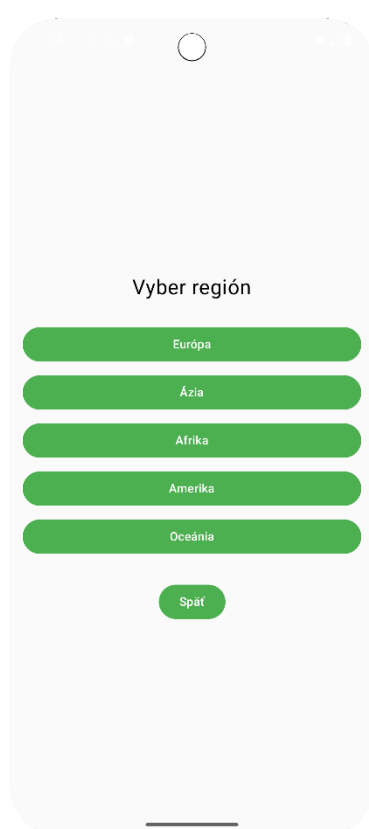 Vyber región
Európa
Ázia
Afrika
Amerika
Oceánia
Späť